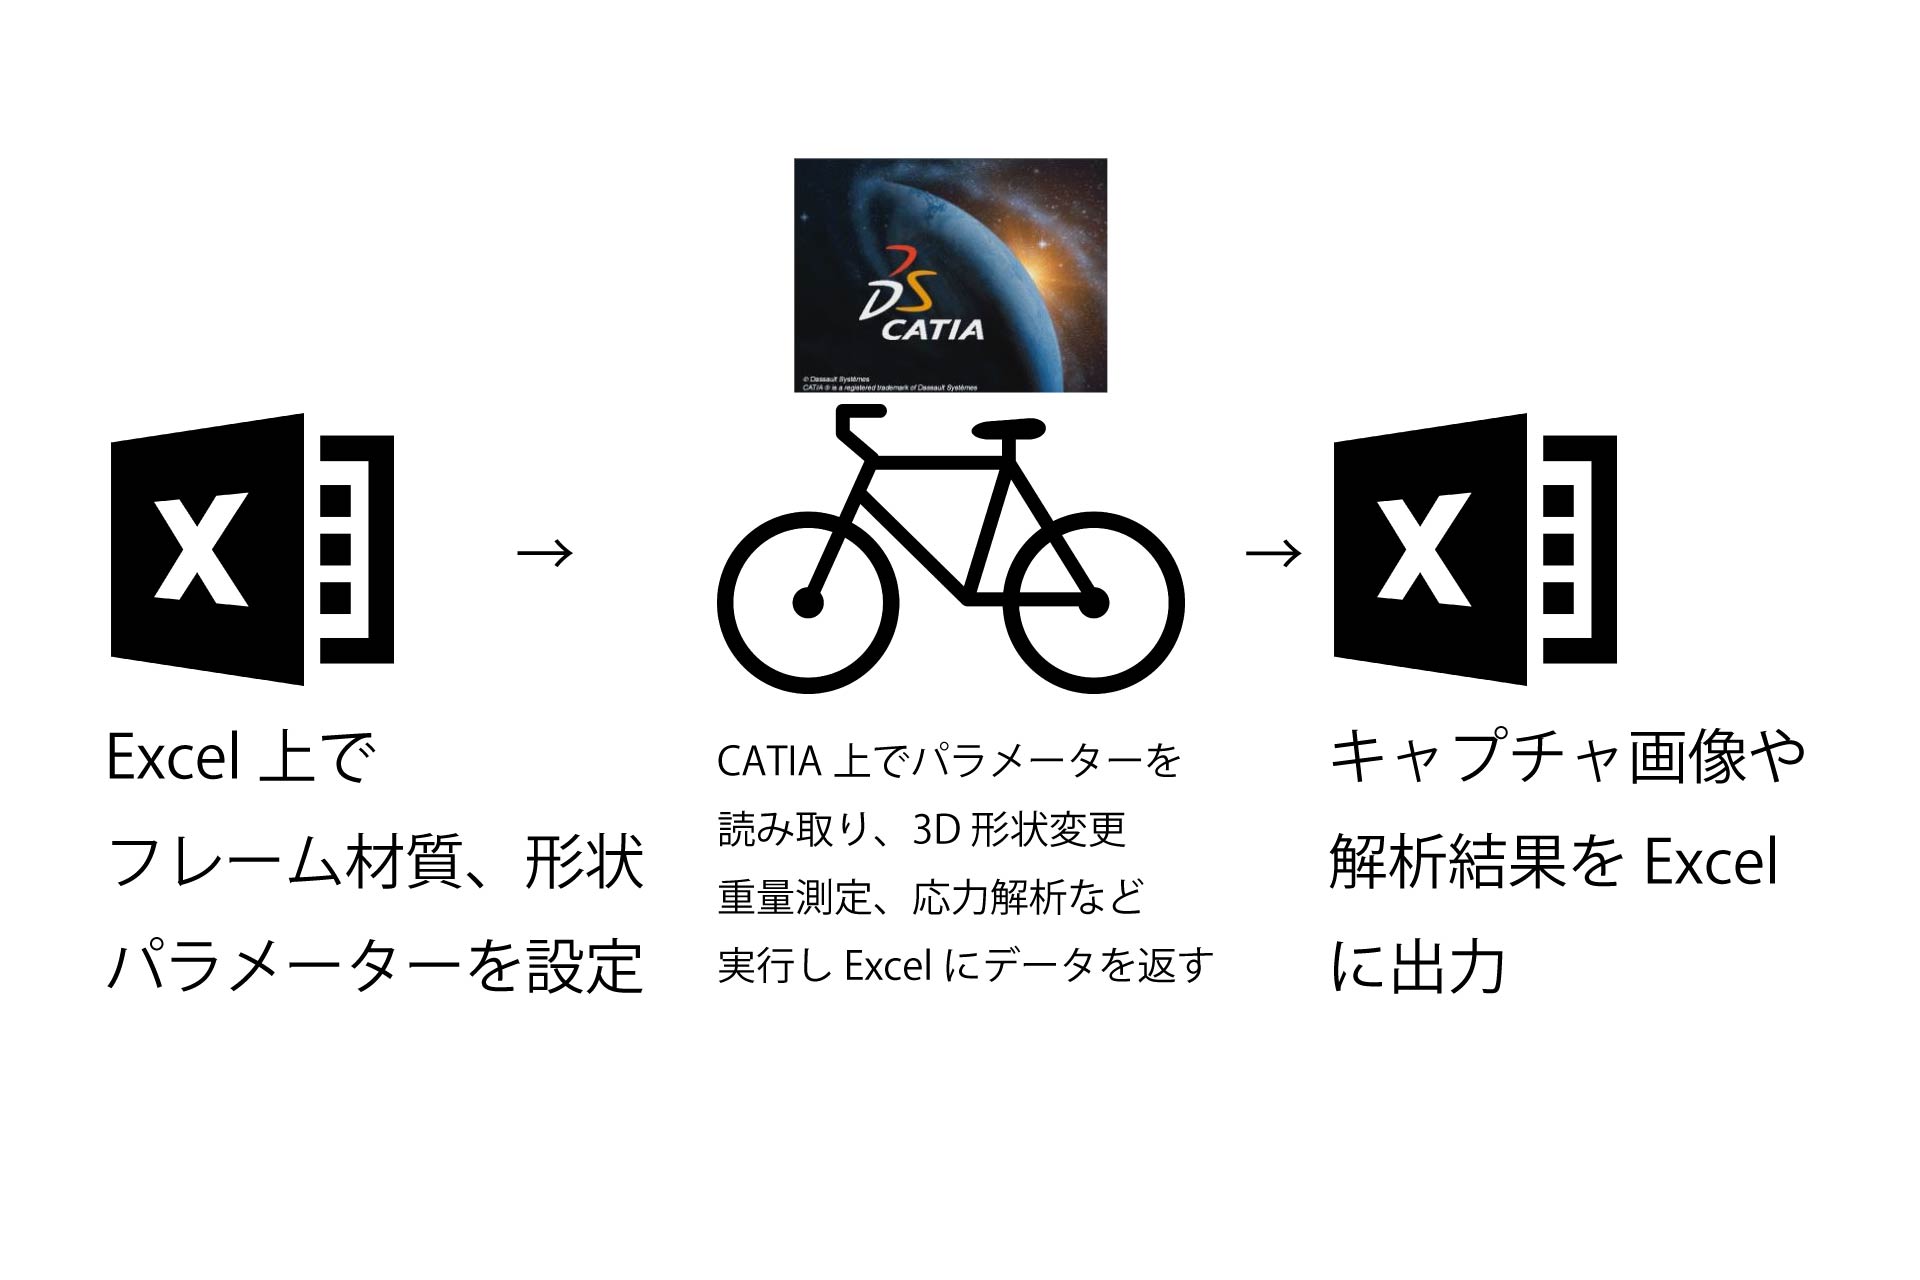 DS
CATIA
© Dassault Systèmes
CATIA ® is a registered trademark of Dassault Systèmes
X
→
→
X
Excel 上で
フレーム材質、形状
パラメーターを設定
CATIA 上でパラメーターを
読み取り、3D 形状変更
重量測定、応力解析など
実行し Excel にデータを返す
キャプチャ画像や
解析結果を Excel
に出力